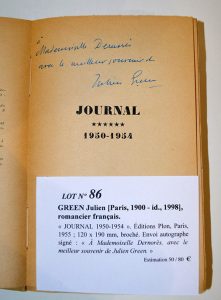 à
Mademoiselle Dernorés
avec le meilleur souvenir de
Julien Green
JOURNAL
★★★★★★
1950-1954
LOT N° 86
GREEN Julien [Paris, 1900 - id., 1998],
romancier français.
« JOURNAL 1950-1954 ». Éditions Plon, Paris,
1955 ; 120 x 190 mm, broché. Envoi autographe
signé : « À Mademoiselle Dernorés, avec le
meilleur souvenir de Julien Green »
Estimation 50 / 80 €